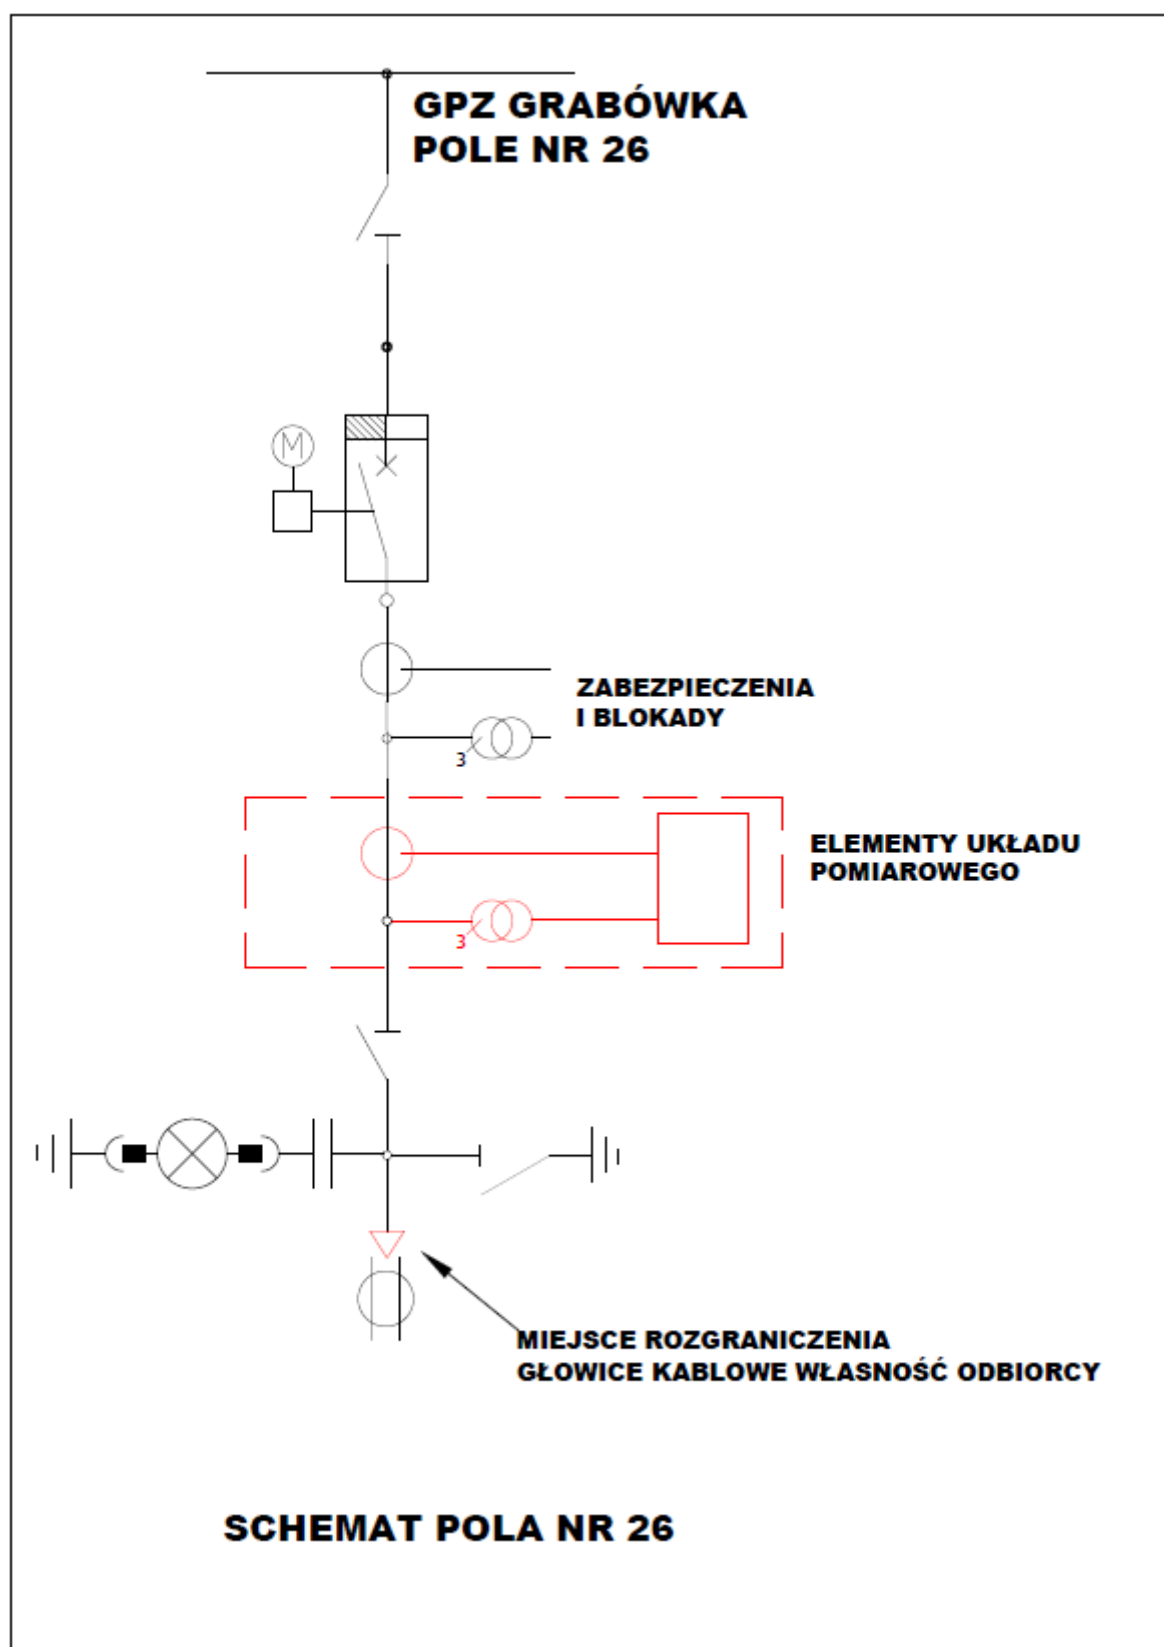 GPZ GRABÓWKA
POLE NR 26
M
ZABEZPIECZENIA
I BLOKADY
3
ELEMENTY UKŁADU
POMIAROWEGO
3
MIEJSCE ROZGRANICZENIA
GŁOWICE KABLOWE WŁASNOŚĆ ODBIORCY
SCHEMAT POLA NR 26